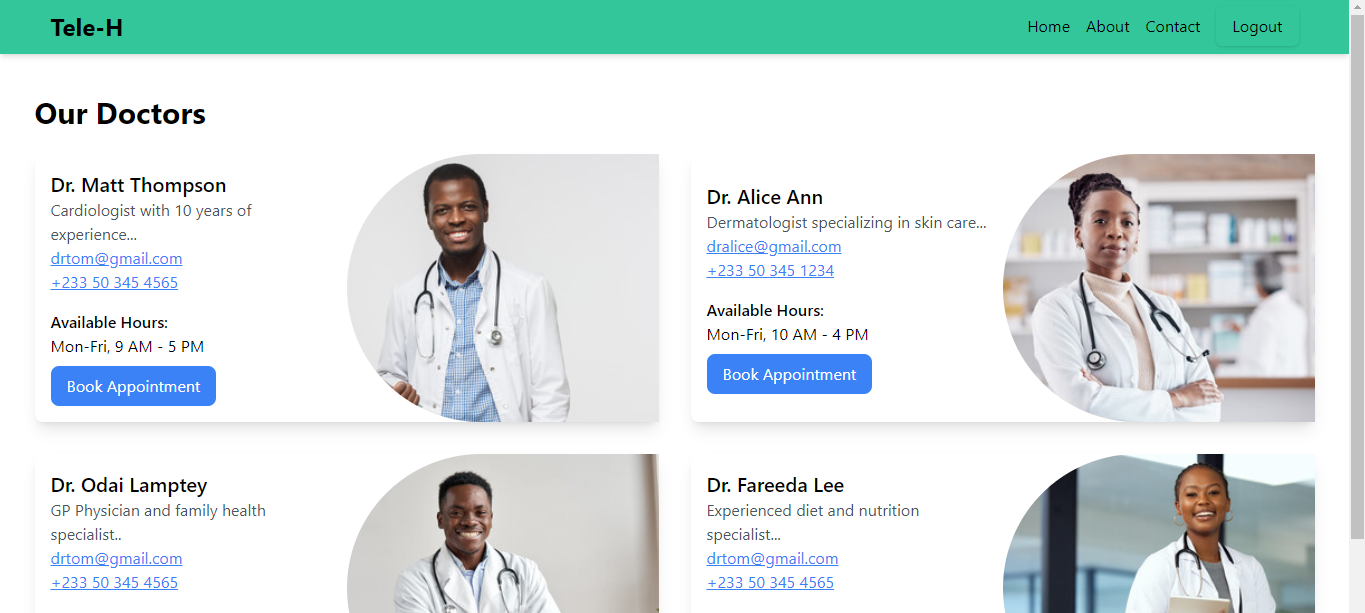 Tele-H
Home About Contact Logout
Our Doctors
Dr. Matt Thompson
Cardiologist with 10 years of
experience...
drtom@gmail.com
+233 50 345 4565
Available Hours:
Mon-Fri, 9 AM - 5 PM
Book Appointment
Dr. Alice Ann
Dermatologist specializing in skin care...
dralice@gmail.com
+233 50 345 1234
Available Hours:
Mon-Fri, 10 AM - 4 PM
Book Appointment
Dr. Odai Lamptey
GP Physician and family health
specialist..
drtom@gmail.com
+233 50 345 4565
Dr. Fareeda Lee
Experienced diet and nutrition
specialist...
drtom@gmail.com
+233 50 345 4565